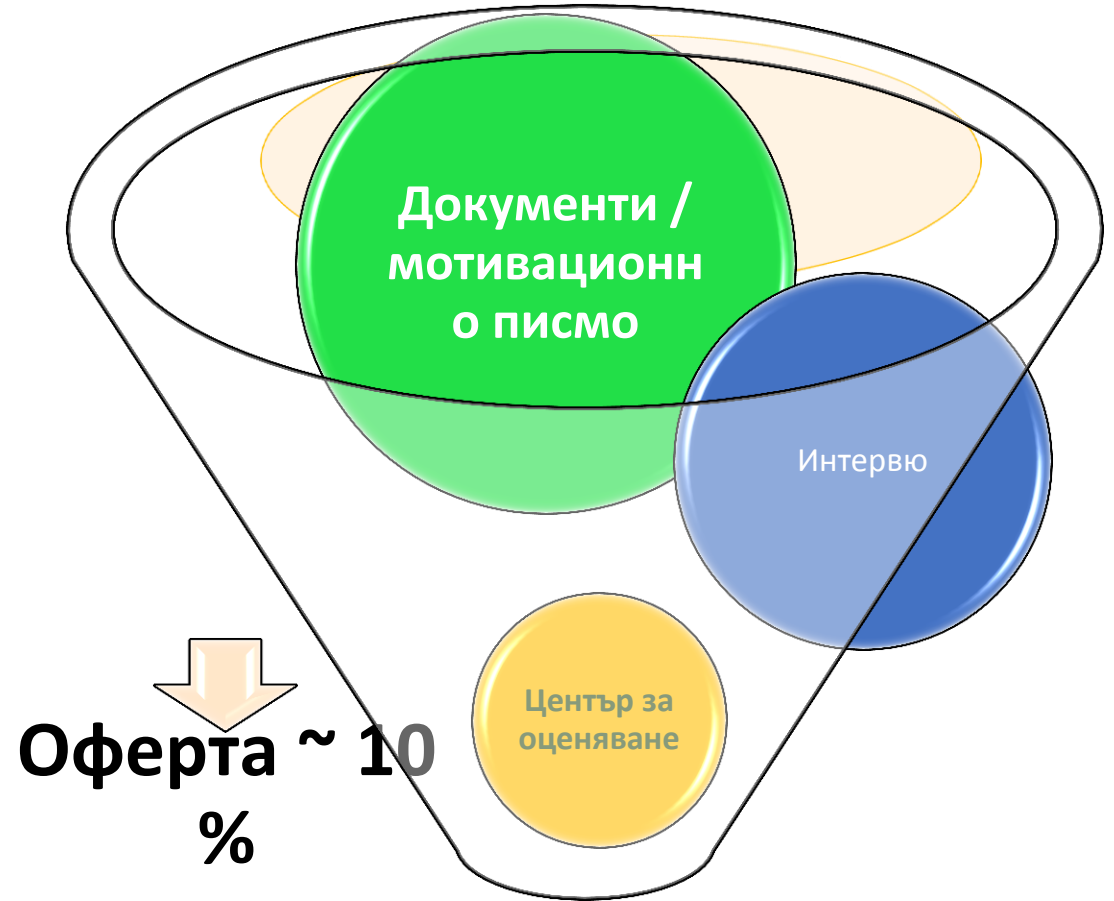 Документи /
мотивационн
о писмо
Интервю
Център за
оценяване
Оферта ~ 10
%